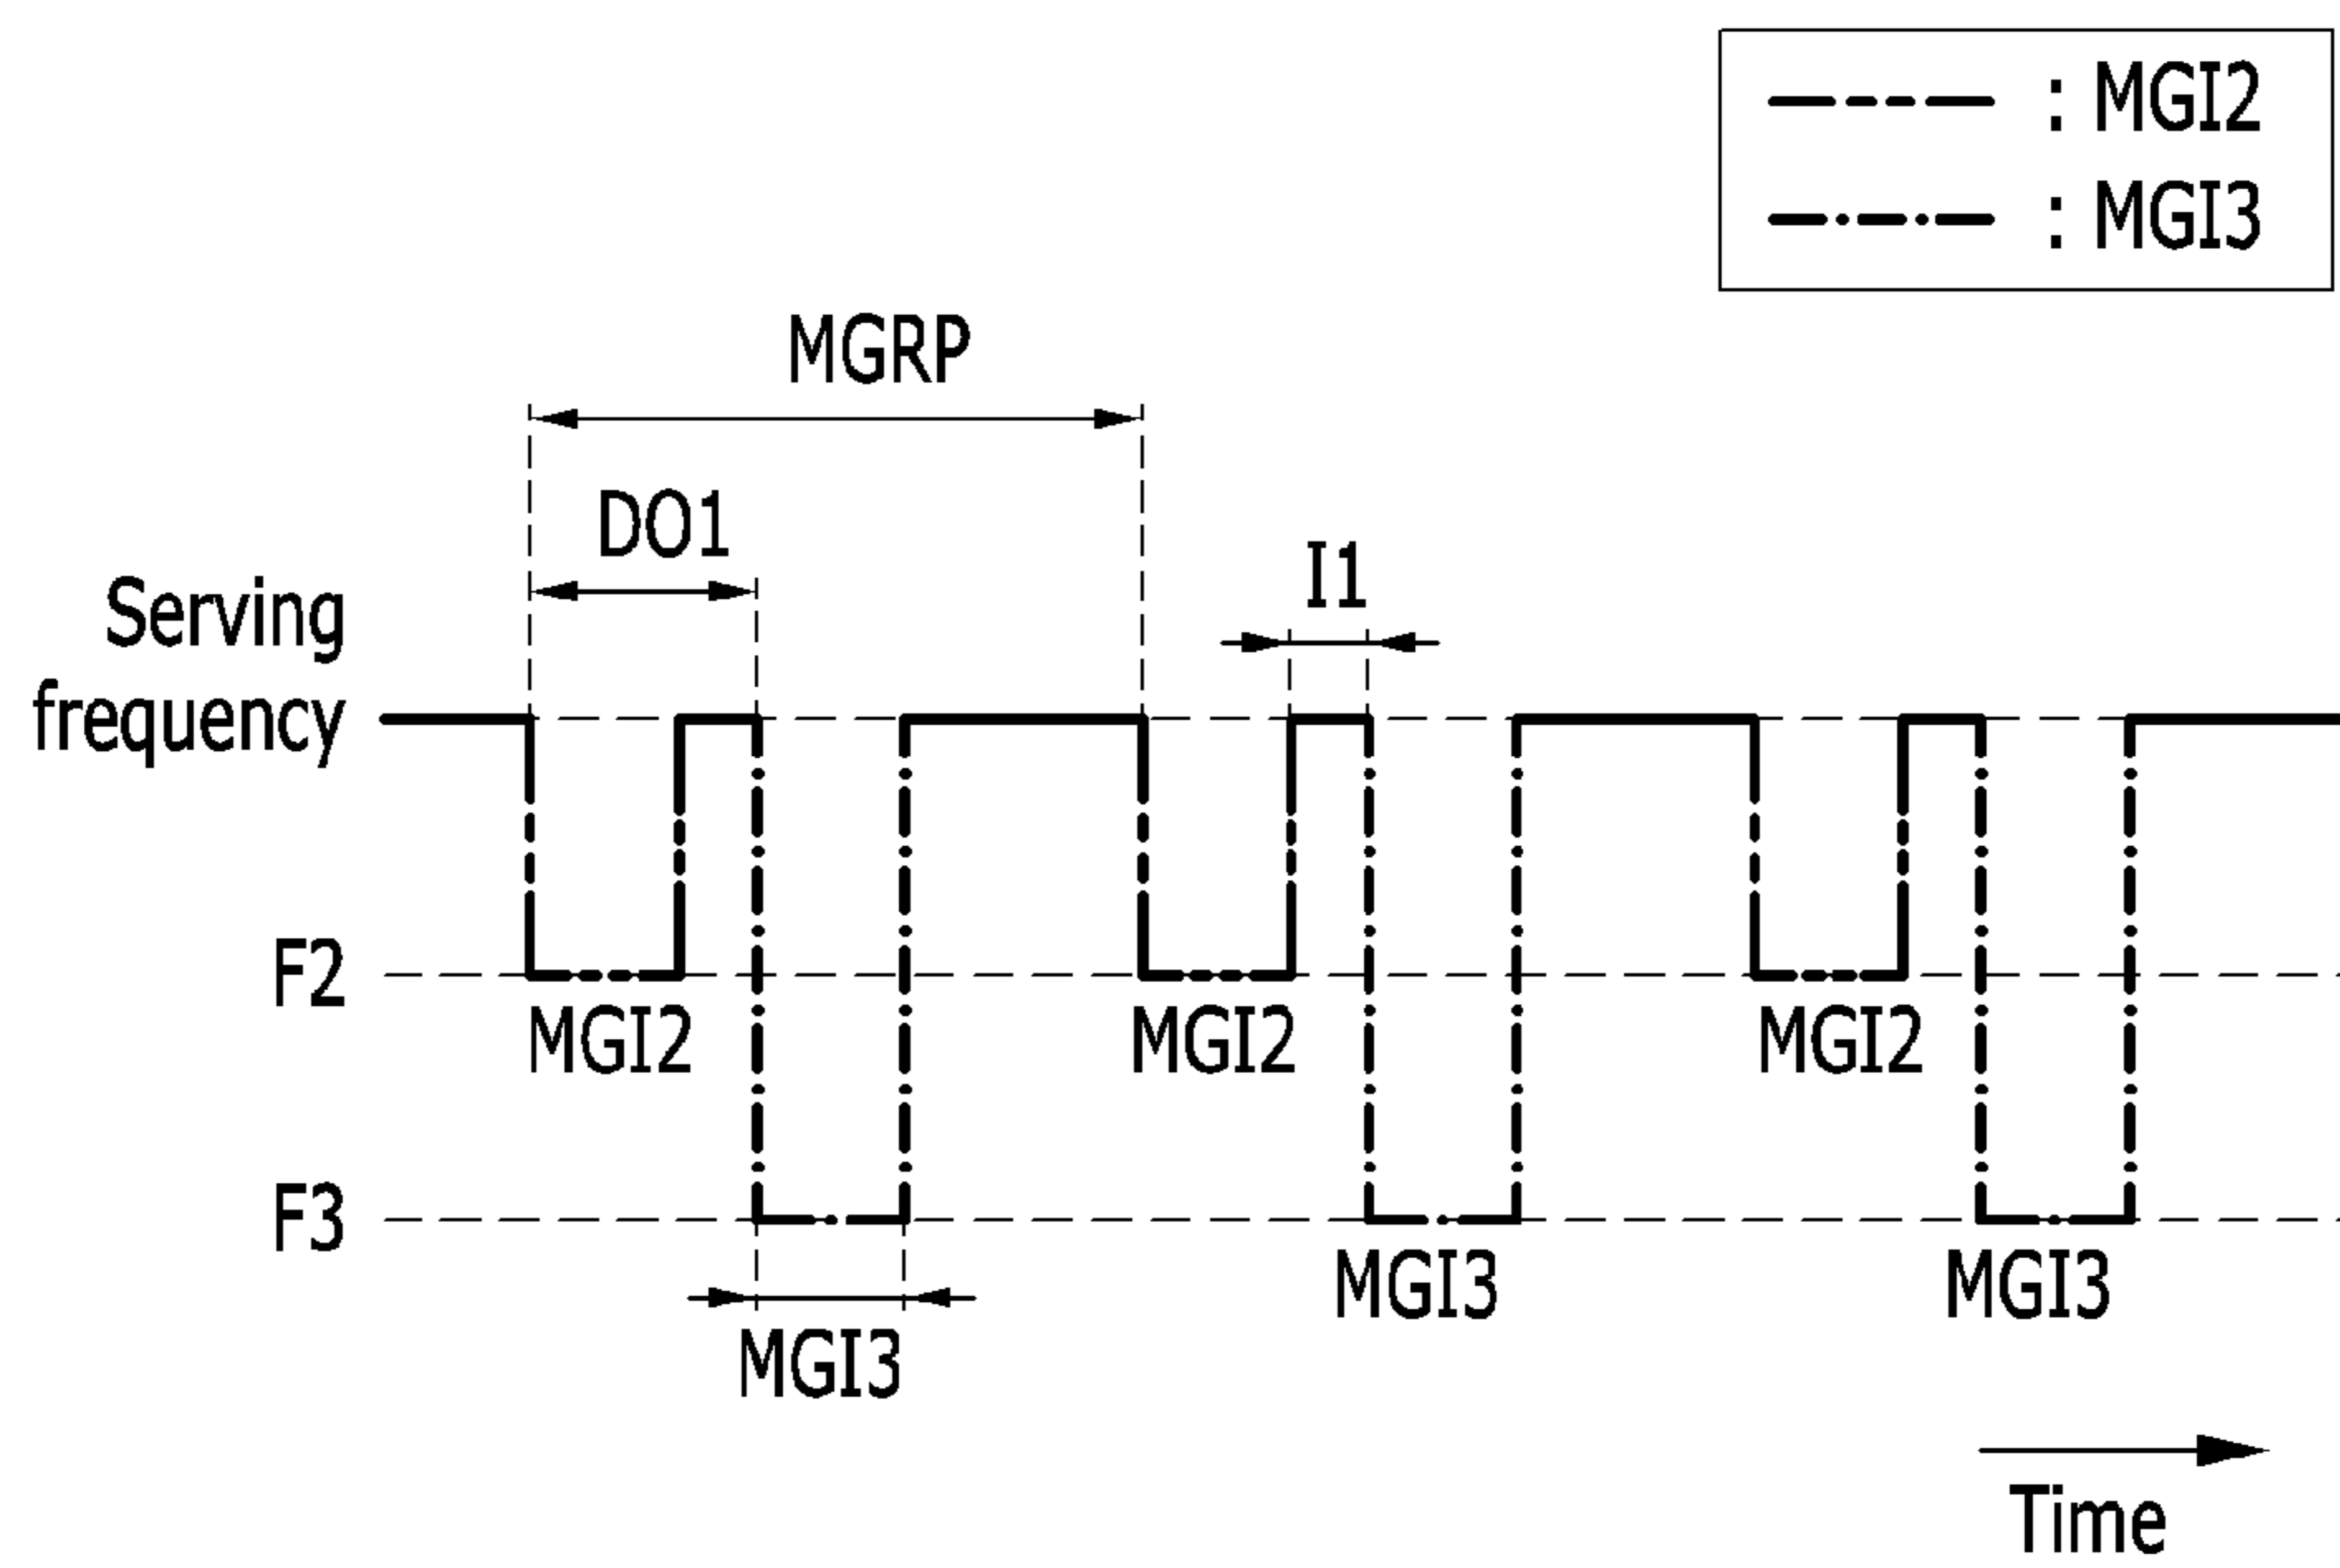 : MGI2
: MGI3
MGRP
DO1
I1
Serving
frequency
F2
MGI2
MGI2
MGI2
F3
MGI3
MGI3
MGI3
Time